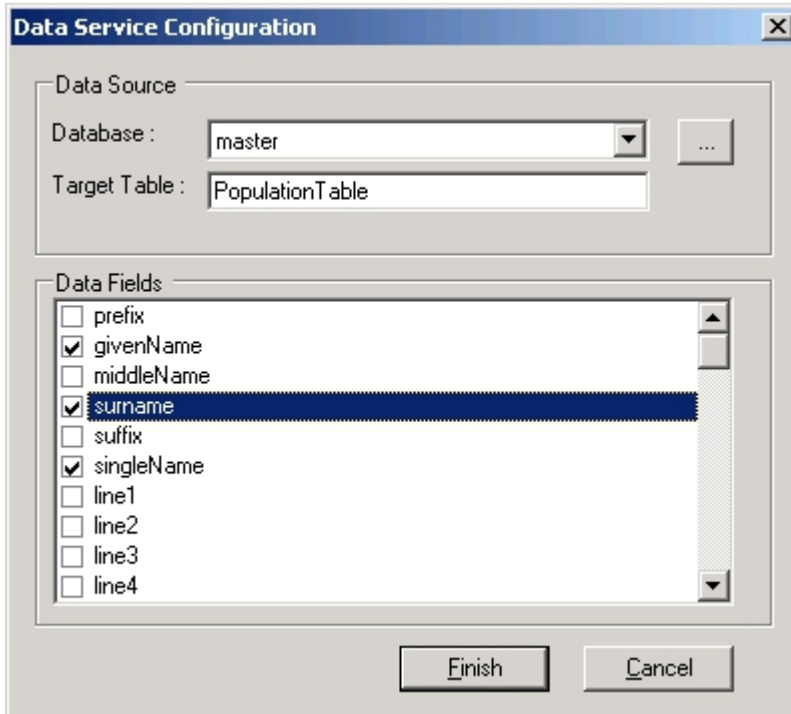 Data Service Configuration
Data Source
Database :
master
...
Target Table :
PopulationTable
Data Fields
prefix
givenName
middleName
surname
suffix
singleName
line1
line2
line3
line4
Finish
Cancel